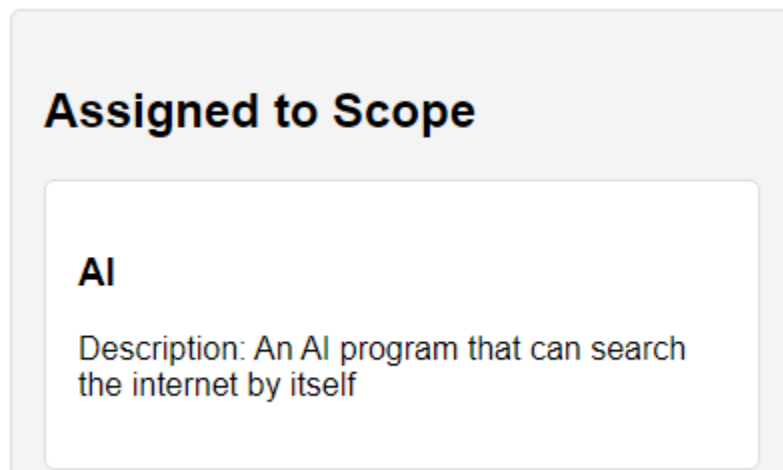 Assigned to Scope
AI
Description: An AI program that can search
the internet by itself